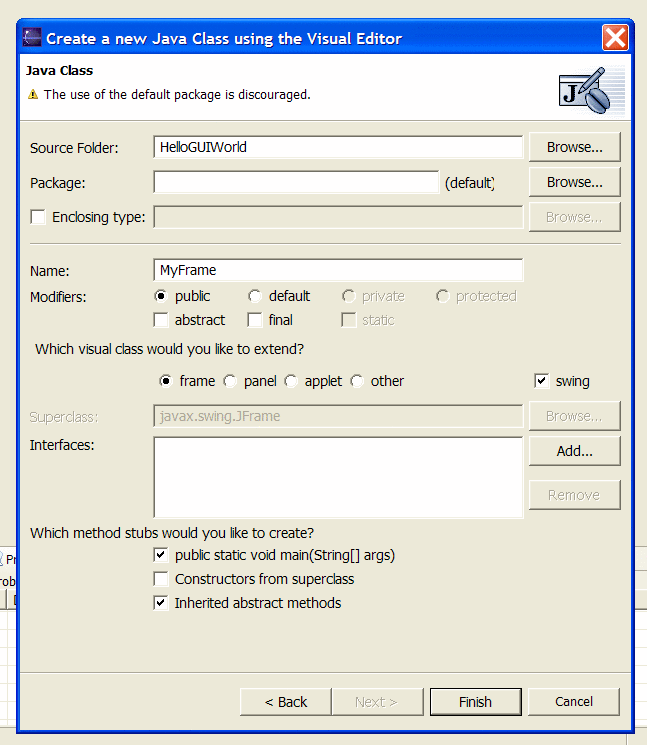 Create a new Java Class using the Visual Editor
Java Class
The use of the default package is discouraged.
Source Folder: HelloGUIWorld Browse...
Package: (default) Browse...
Enclosing type: Browse...
Name: MyFrame
Modifiers: public default private protected
abstract final static
Which visual class would you like to extend?
frame panel applet other swing
Superclass: javax.swing.JFrame Browse...
Interfaces: Add...
Remove
Which method stubs would you like to create?
public static void main(String[] args)
Constructors from superclass
Inherited abstract methods
< Back Next > Finish Cancel